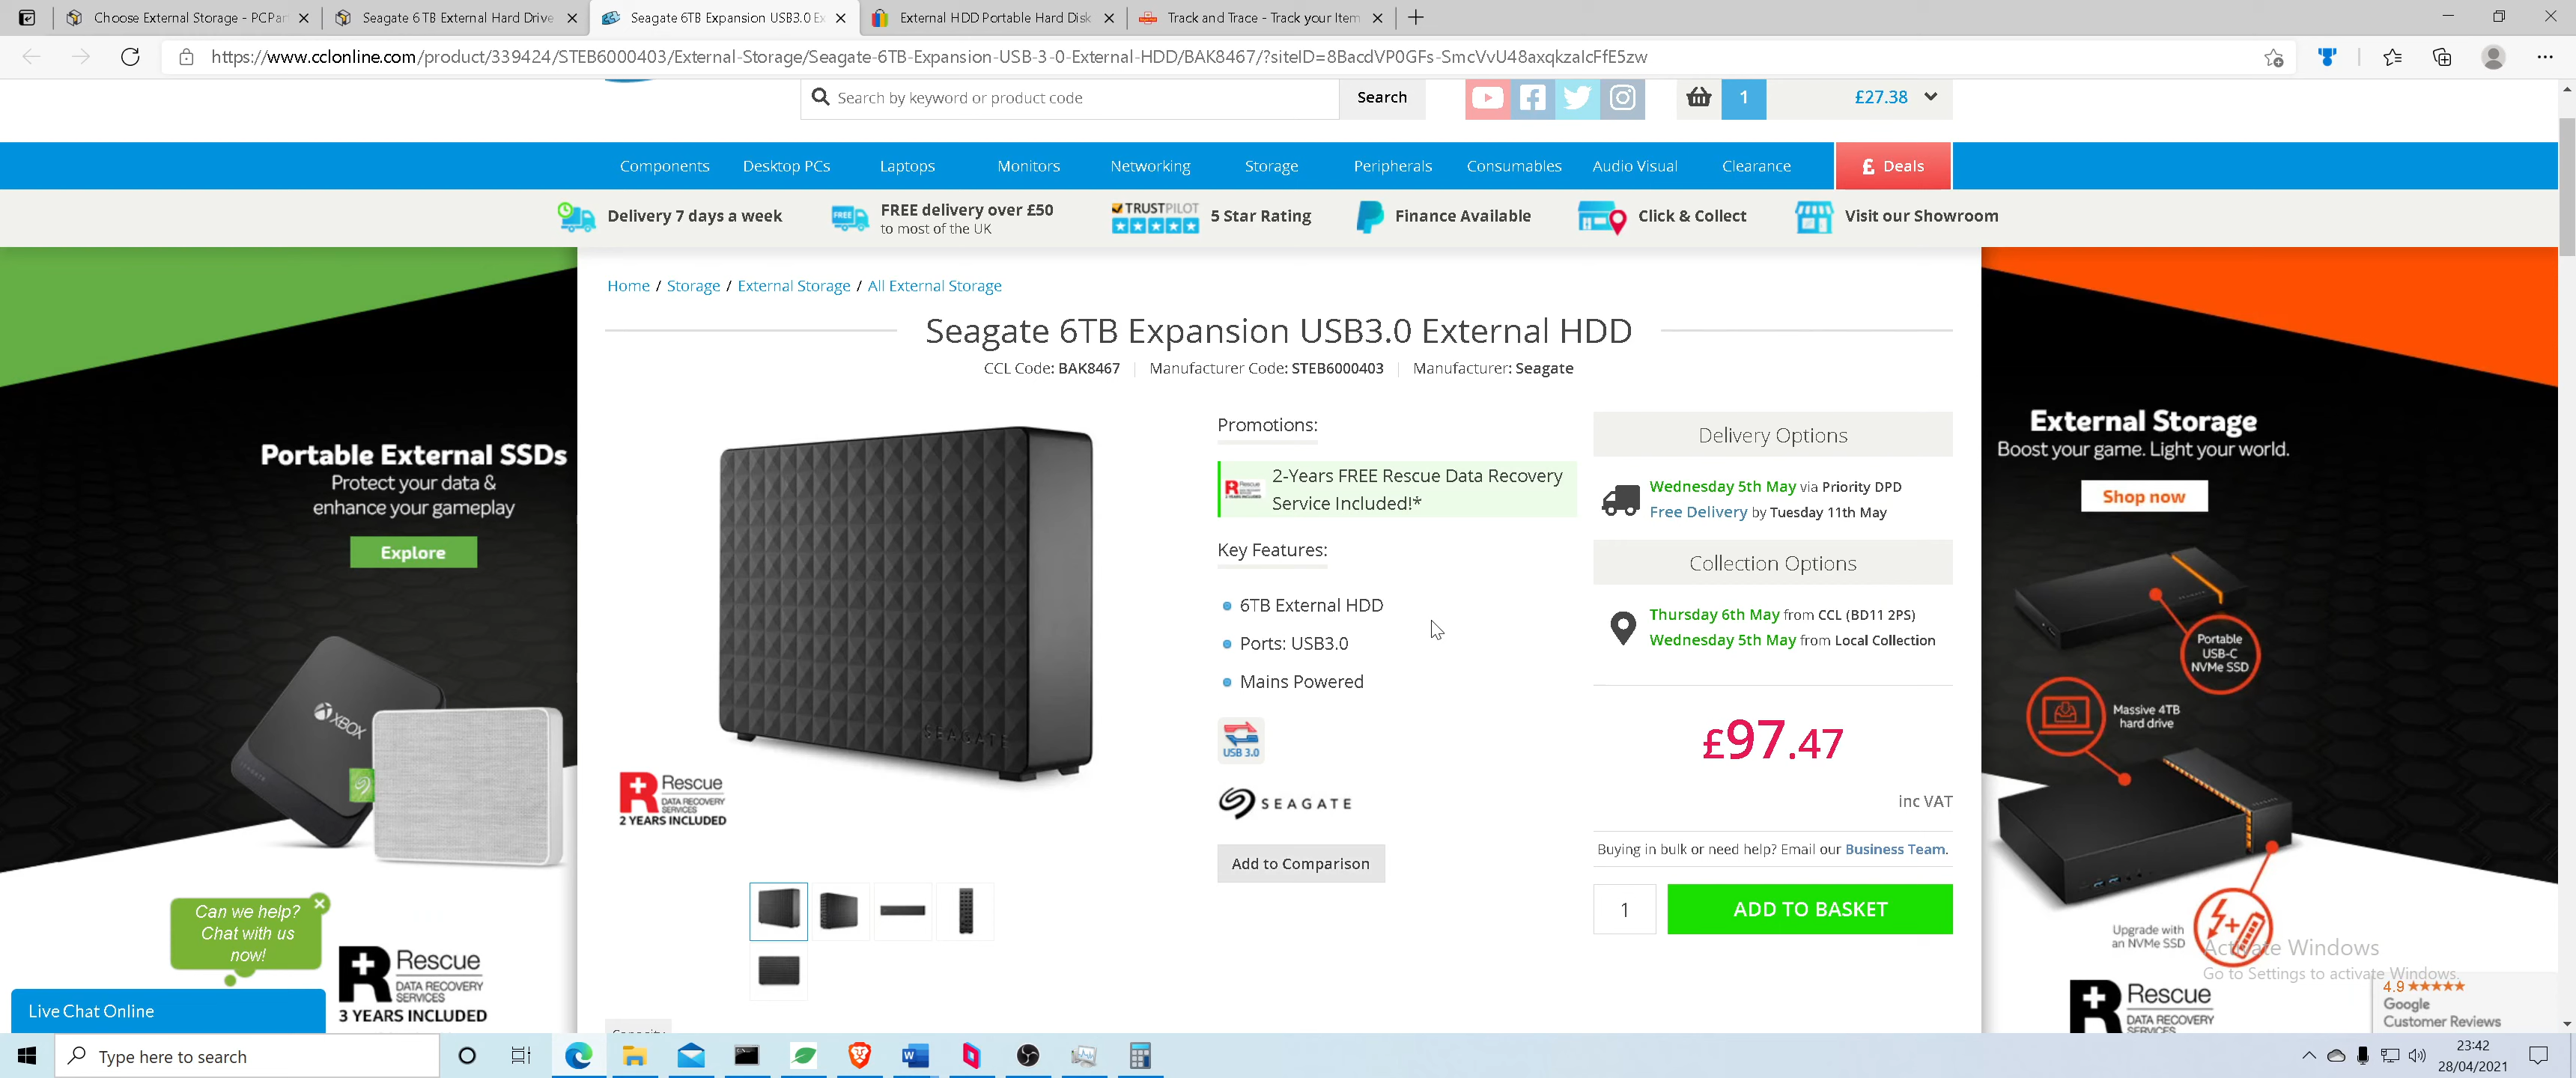 Choose External Storage - PCPar
Seagate 6 TB External Hard Drive
Seagate 6TB Expansion USB3.0 Ex
External HDD Portable Hard Disk
Track and Trace - Track your Item
https://www.cclonline.com/product/339424/STEB6000403/External-Storage/Seagate-6TB-Expansion-USB-3-0-External-HDD/BAK8467/?siteID=8BacdVP0GFs-SmcVvU48axqkzaIcFfE5zw
Search by keyword or product code
Search
1
£27.38
Components Desktop PCs Laptops Monitors Networking Storage Peripherals Consumables Audio Visual Clearance £ Deals
Delivery 7 days a week
FREE
FREE delivery over £50
to most of the UK
TRUSTPILOT
5 Star Rating
Finance Available
Click & Collect
Visit our Showroom
Home / Storage / External Storage / All External Storage
Seagate 6TB Expansion USB3.0 External HDD
CCL Code: BAK8467 Manufacturer Code: STEB6000403 Manufacturer: Seagate
Portable External SSDs
Protect your data &
enhance your gameplay
Explore
XBOX
SEAGATE
Rescue
DATA RECOVERY
SERVICES
2 YEARS INCLUDED
Promotions:
2-Years FREE Rescue Data Recovery
Service Included!*
Key Features:
6TB External HDD
Ports: USB3.0
Mains Powered
USB 3.0
SEAGATE
Add to Comparison
Delivery Options
Wednesday 5th May via Priority DPD
Free Delivery by Tuesday 11th May
Collection Options
Thursday 6th May from CCL (BD11 2PS)
Wednesday 5th May from Local Collection
£97.47
inc VAT
Buying in bulk or need help? Email our Business Team.
1
ADD TO BASKET
External Storage
Boost your game. Light your world.
Shop now
Portable
USB-C
NVMe SSD
Massive 4TB
hard drive
Upgrade with
an NVMe SSD
Activate Windows
Go to Settings to activate Windows.
Rescue
DATA RECOVERY
SERVICES
4.9
Google
Customer Reviews
Can we help?
Chat with us
now!
Rescue
DATA RECOVERY
SERVICES
3 YEARS INCLUDED
Live Chat Online
Capacity
Type here to search
23:42
28/04/2021